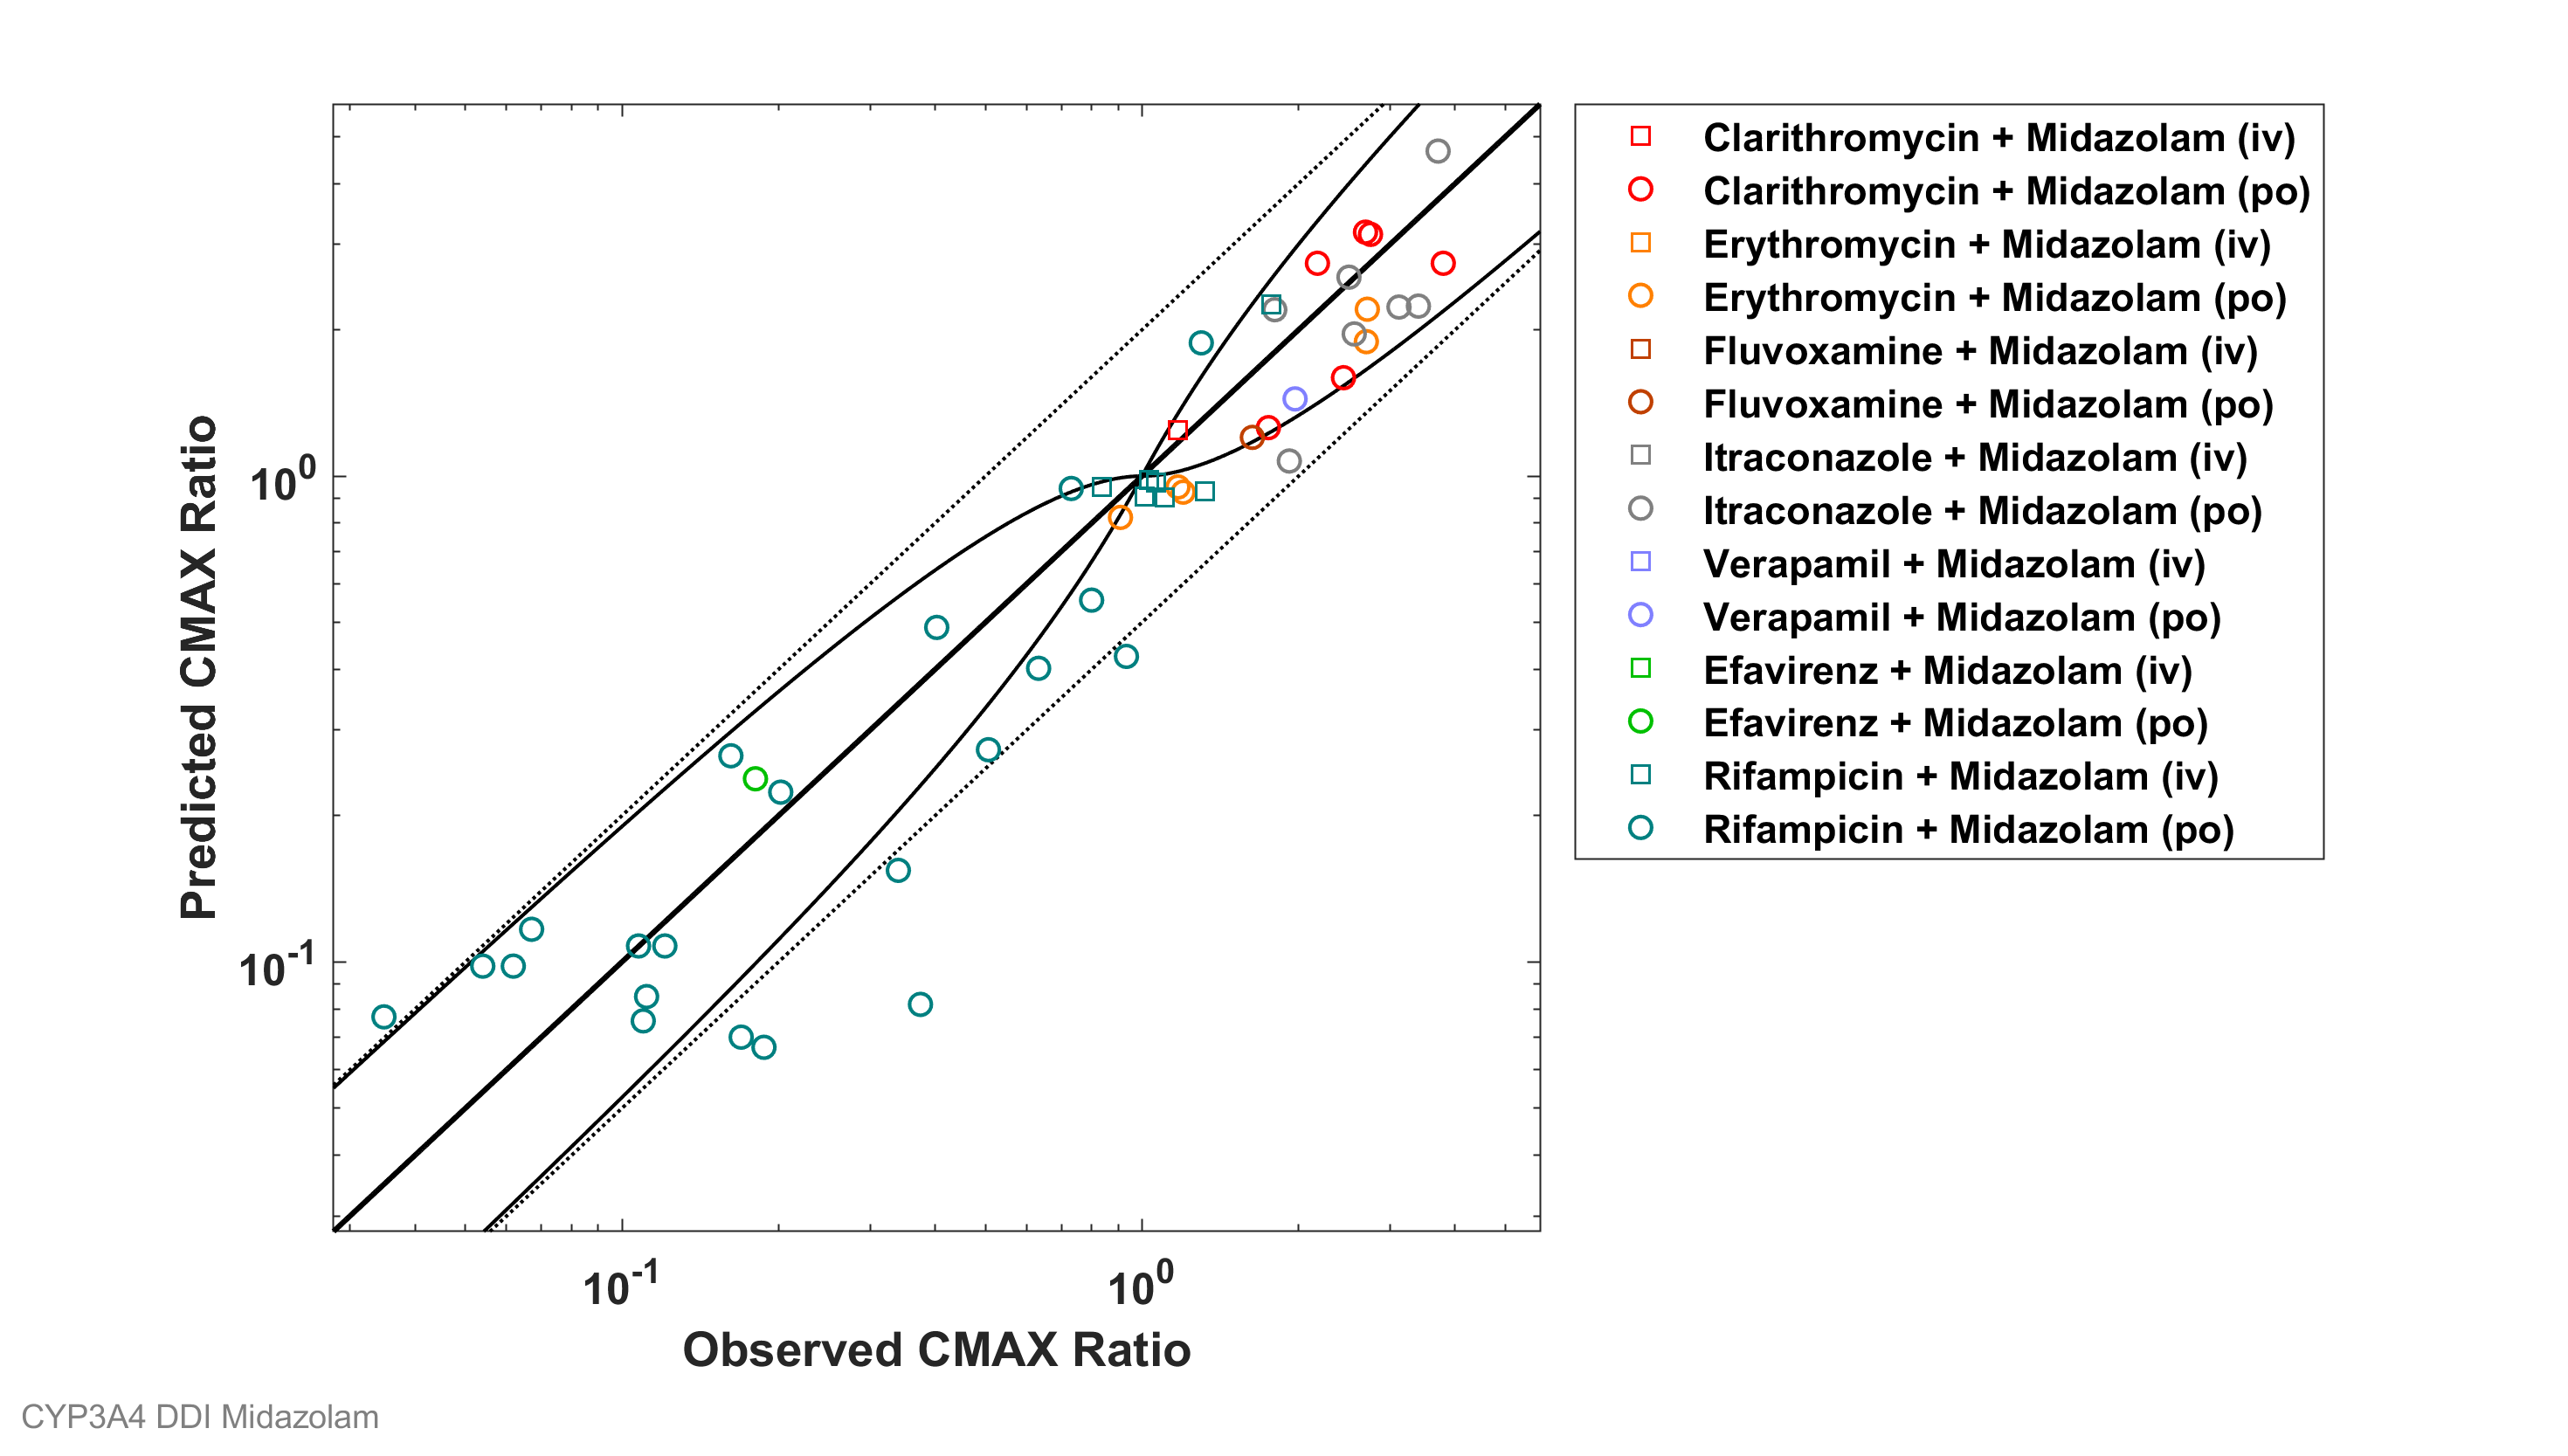 Clarithromycin + Midazolam (iv)
Clarithromycin + Midazolam (po)
Erythromycin + Midazolam (iv)
Erythromycin + Midazolam (po)
Fluvoxamine + Midazolam (iv)
Fluvoxamine + Midazolam (po)
Itraconazole + Midazolam (iv)
Itraconazole + Midazolam (po)
Verapamil + Midazolam (iv)
Verapamil + Midazolam (po)
Efavirenz + Midazolam (iv)
Efavirenz + Midazolam (po)
Rifampicin + Midazolam (iv)
Rifampicin + Midazolam (po)
Predicted CMAX Ratio
10^0
10^-1
10^-1 10^0
Observed CMAX Ratio
CYP3A4 DDI Midazolam